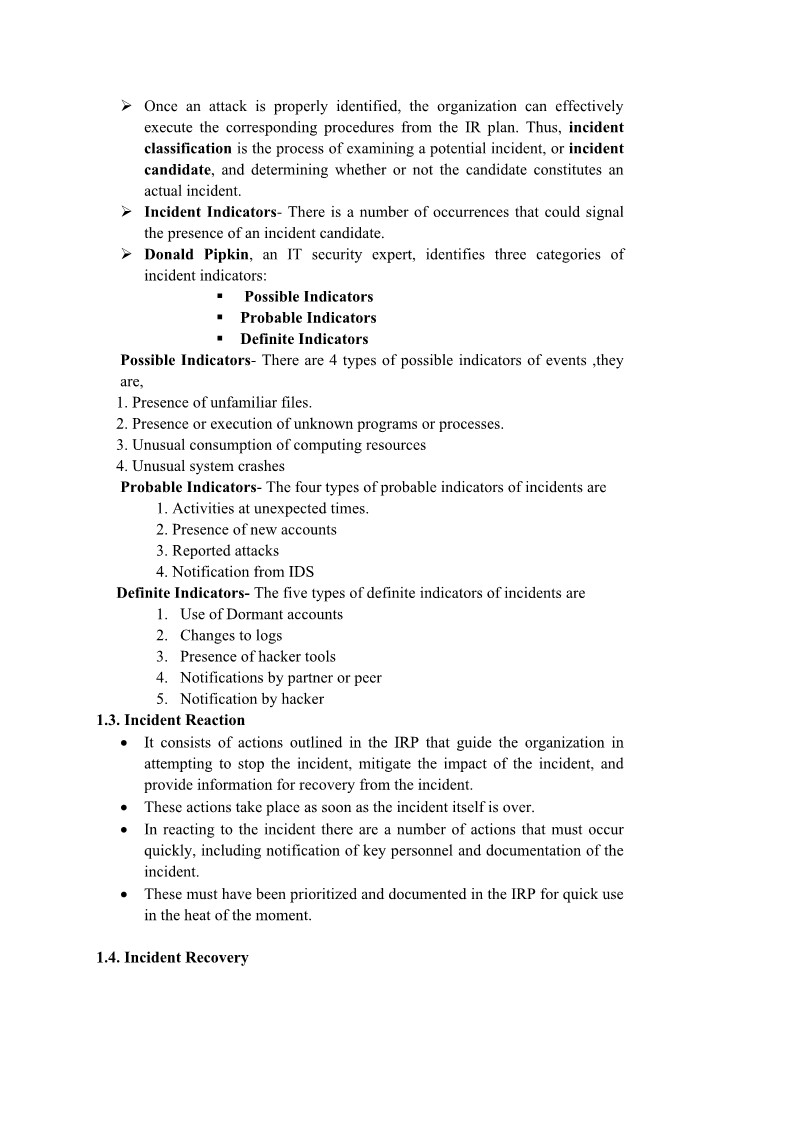 ➢ Once an attack is properly identified, the organization can effectively
execute the corresponding procedures from the IR plan. Thus, incident
classification is the process of examining a potential incident, or incident
candidate, and determining whether or not the candidate constitutes an
actual incident.
➢ Incident Indicators- There is a number of occurrences that could signal
the presence of an incident candidate.
➢ Donald Pipkin, an IT security expert, identifies three categories of
incident indicators:
▪ Possible Indicators
▪ Probable Indicators
▪ Definite Indicators
Possible Indicators- There are 4 types of possible indicators of events ,they
are,
1. Presence of unfamiliar files.
2. Presence or execution of unknown programs or processes.
3. Unusual consumption of computing resources
4. Unusual system crashes
Probable Indicators- The four types of probable indicators of incidents are
1. Activities at unexpected times.
2. Presence of new accounts
3. Reported attacks
4. Notification from IDS
Definite Indicators- The five types of definite indicators of incidents are
1. Use of Dormant accounts
2. Changes to logs
3. Presence of hacker tools
4. Notifications by partner or peer
5. Notification by hacker
1.3. Incident Reaction
• It consists of actions outlined in the IRP that guide the organization in
attempting to stop the incident, mitigate the impact of the incident, and
provide information for recovery from the incident.
• These actions take place as soon as the incident itself is over.
• In reacting to the incident there are a number of actions that must occur
quickly, including notification of key personnel and documentation of the
incident.
• These must have been prioritized and documented in the IRP for quick use
in the heat of the moment.
1.4. Incident Recovery